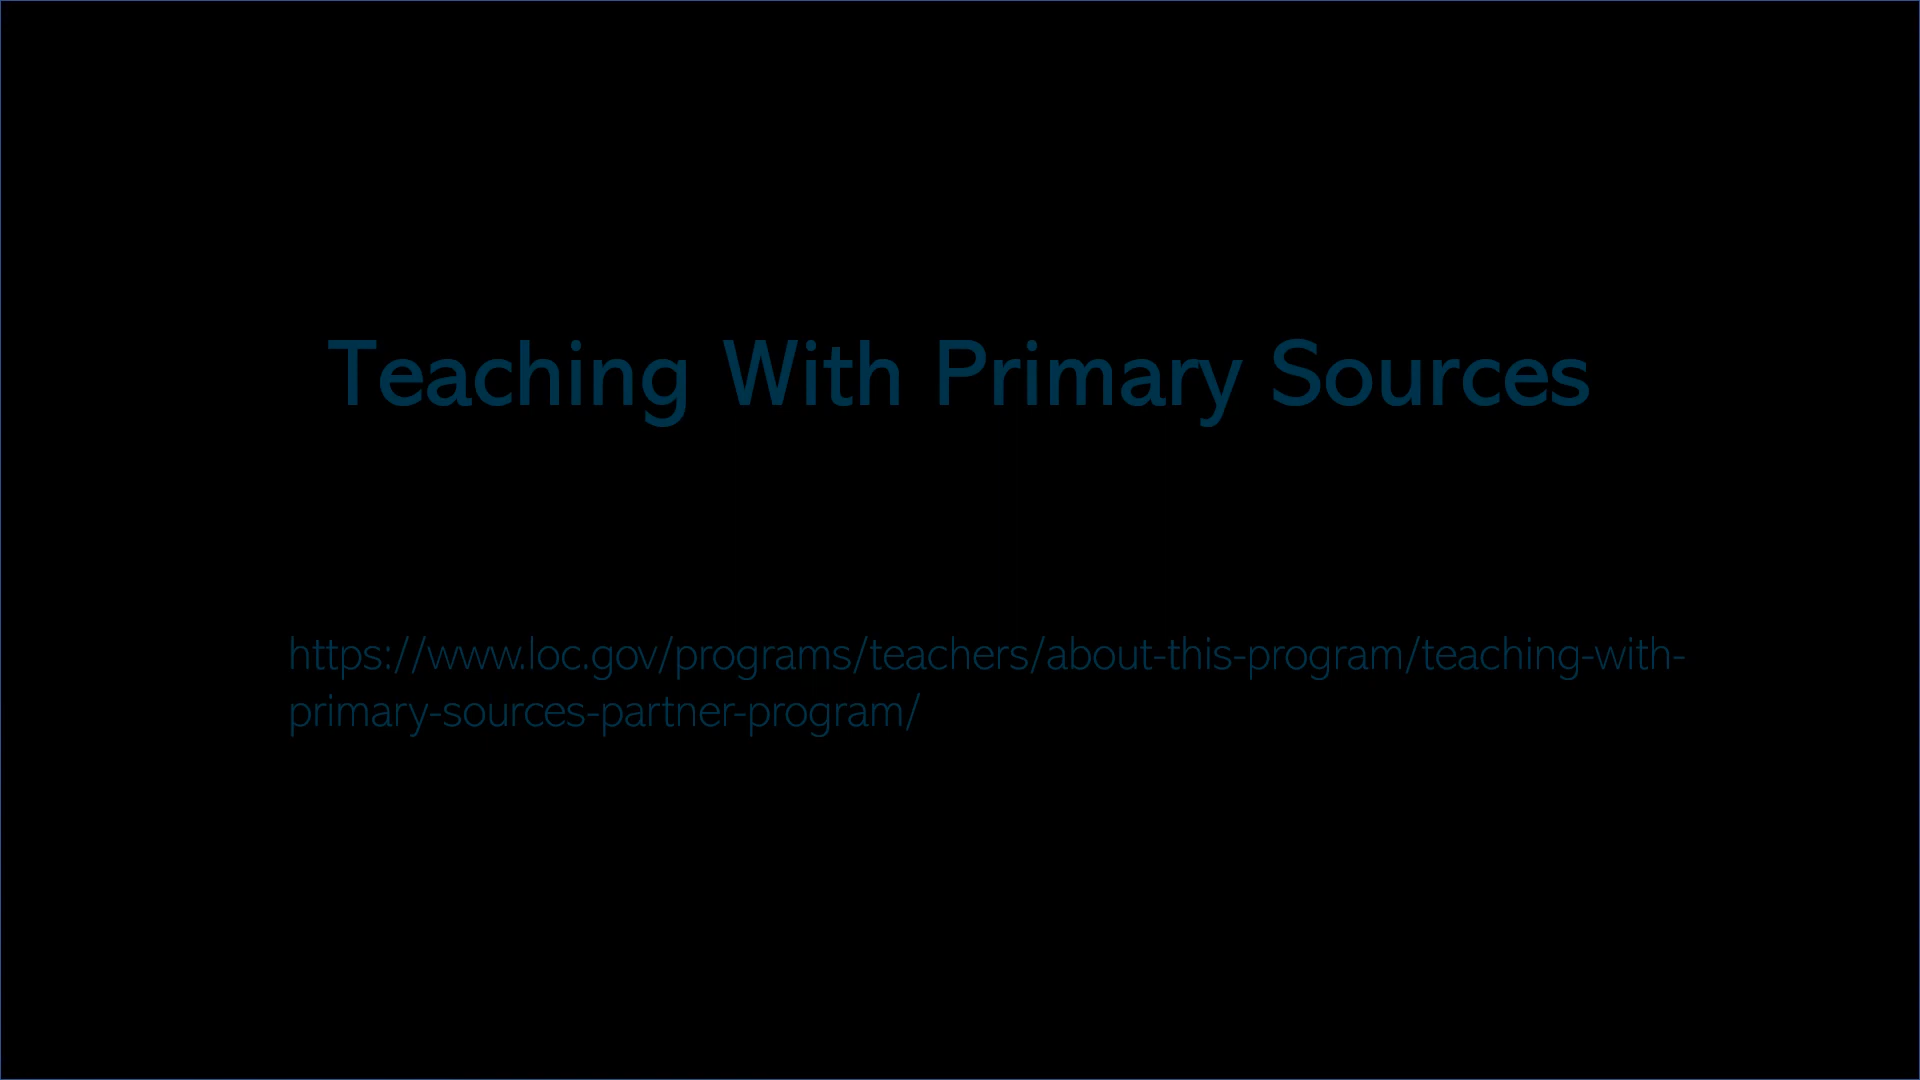 Teaching With Primary Sources
https://www.loc.gov/programs/teachers/about-this-program/teaching-with-
primary-sources-partner-program/